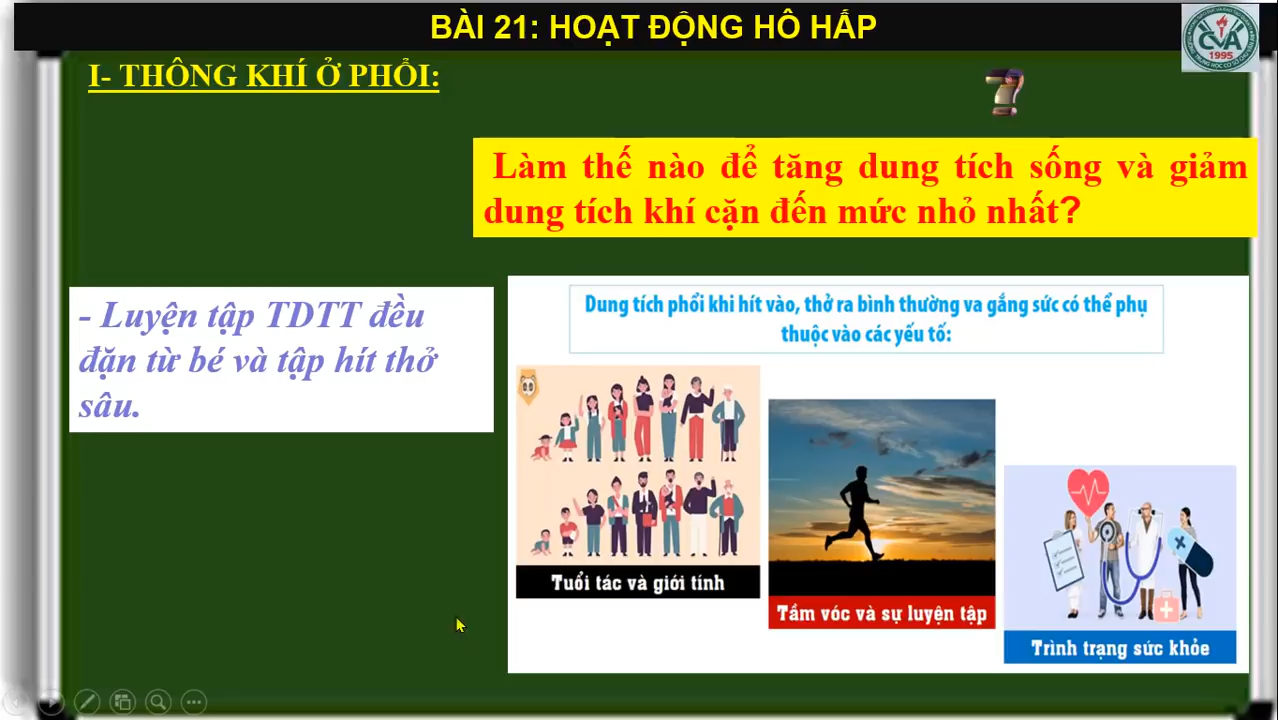 BÀI 21: HOẠT ĐỘNG HÔ HẤP
CVA
1995
I- THÔNG KHÍ Ở PHỔI:
Làm thế nào để tăng dung tích sống và giảm
dung tích khí cặn đến mức nhỏ nhất?
- Luyện tập TDTT đều
đặn từ bé và tập hít thở
sâu.
Dung tích phổi khi hít vào, thở ra bình thường va gắng sức có thể phụ
thuộc vào các yếu tố:
Tuổi tác và giới tính
Tầm vóc và sự luyện tập
Trình trạng sức khỏe